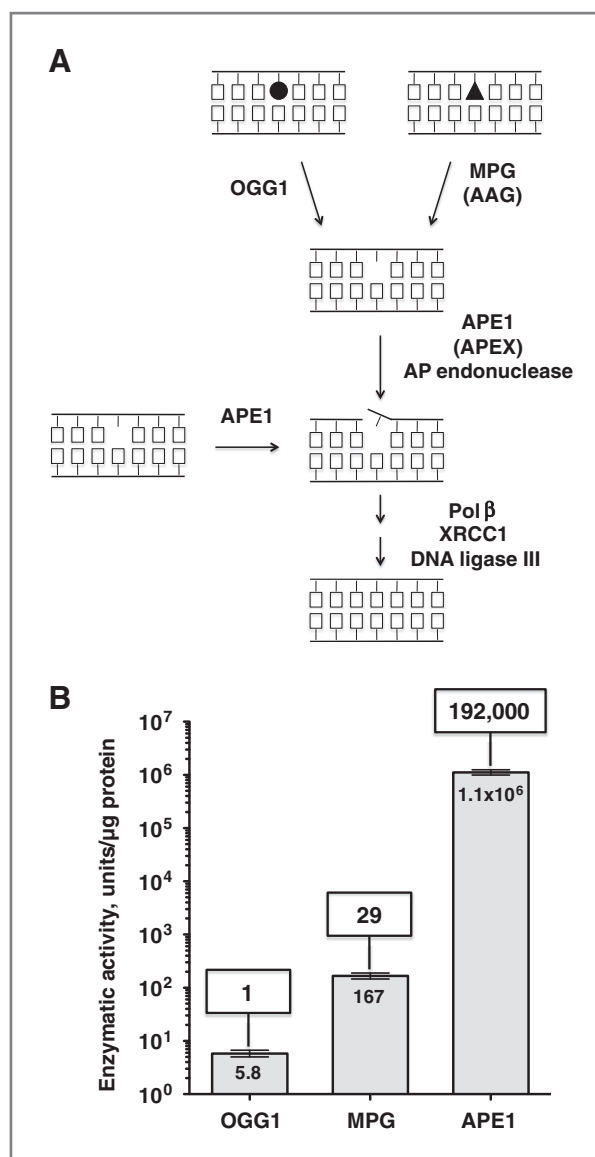 A
OGG1
MPG
(AAG)
APE1
(APEX)
AP endonuclease
APE1
Pol β
XRCC1
DNA ligase III
B
Enzymatic activity, units/μg protein
10⁷
10⁶
10⁵
10⁴
10³
10²
10¹
10⁰
1
29
192,000
5.8
167
1.1x10⁶
OGG1
MPG
APE1